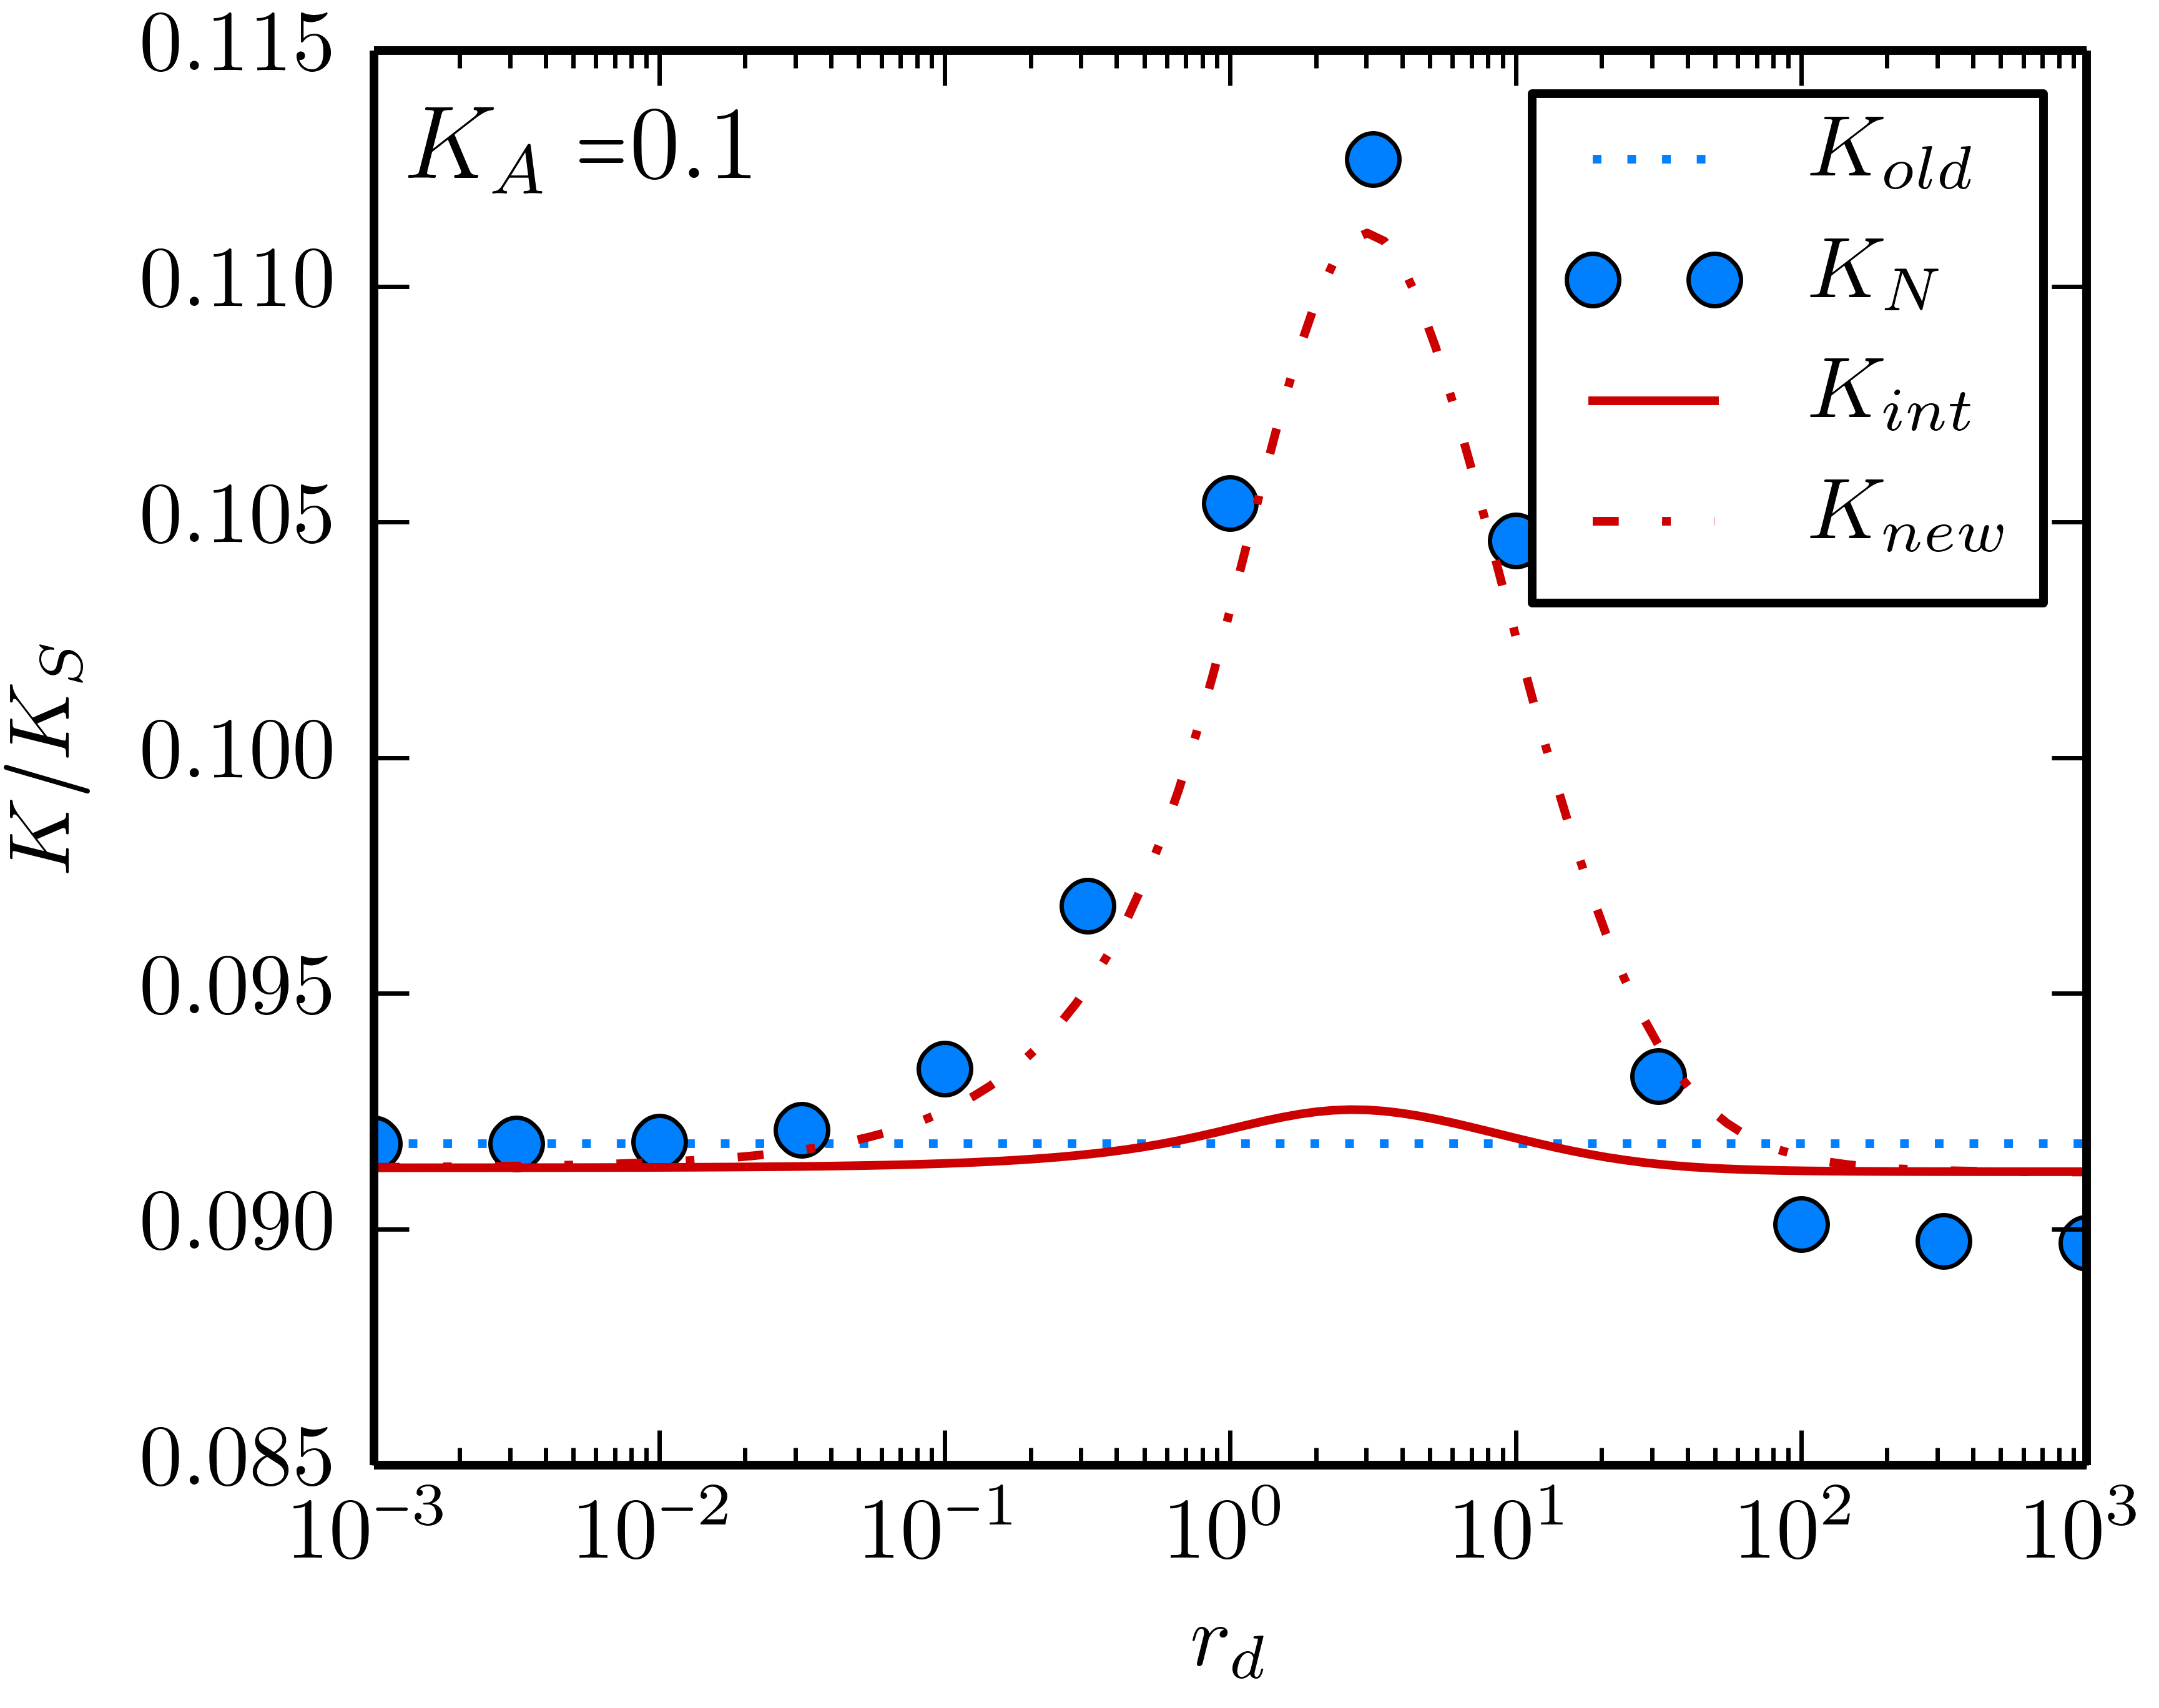 0.115
0.110
0.105
0.100
0.095
0.090
0.085
K/K_S
K_A =0.1
K_old
K_N
K_int
K_new
10^−3 10^−2 10^−1 10^0 10^1 10^2 10^3
r_d